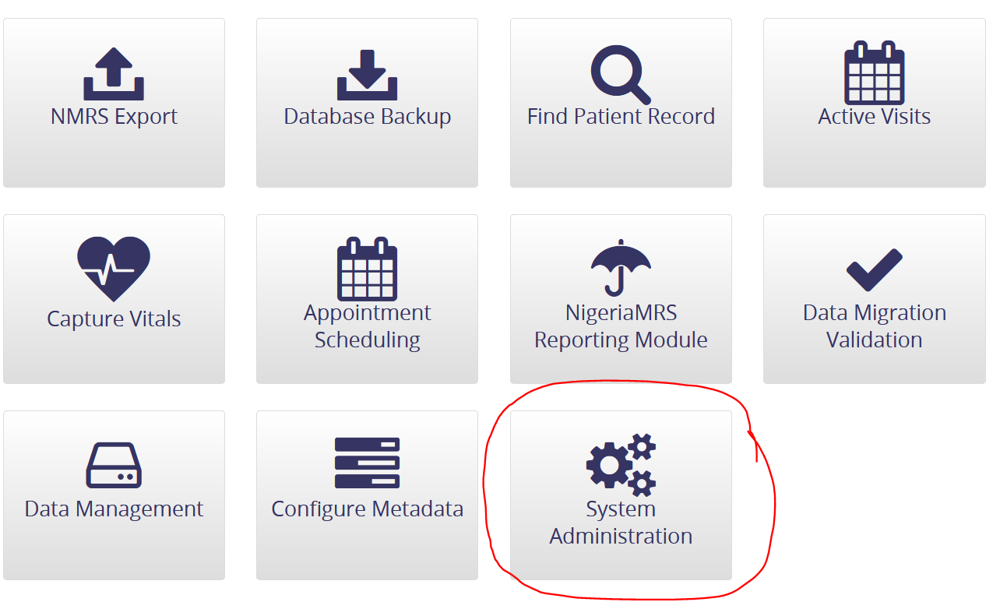 NMRS Export
Database Backup
Find Patient Record
Active Visits
Capture Vitals
Appointment
Scheduling
NigeriaMRS
Reporting Module
Data Migration
Validation
Data Management
Configure Metadata
System
Administration